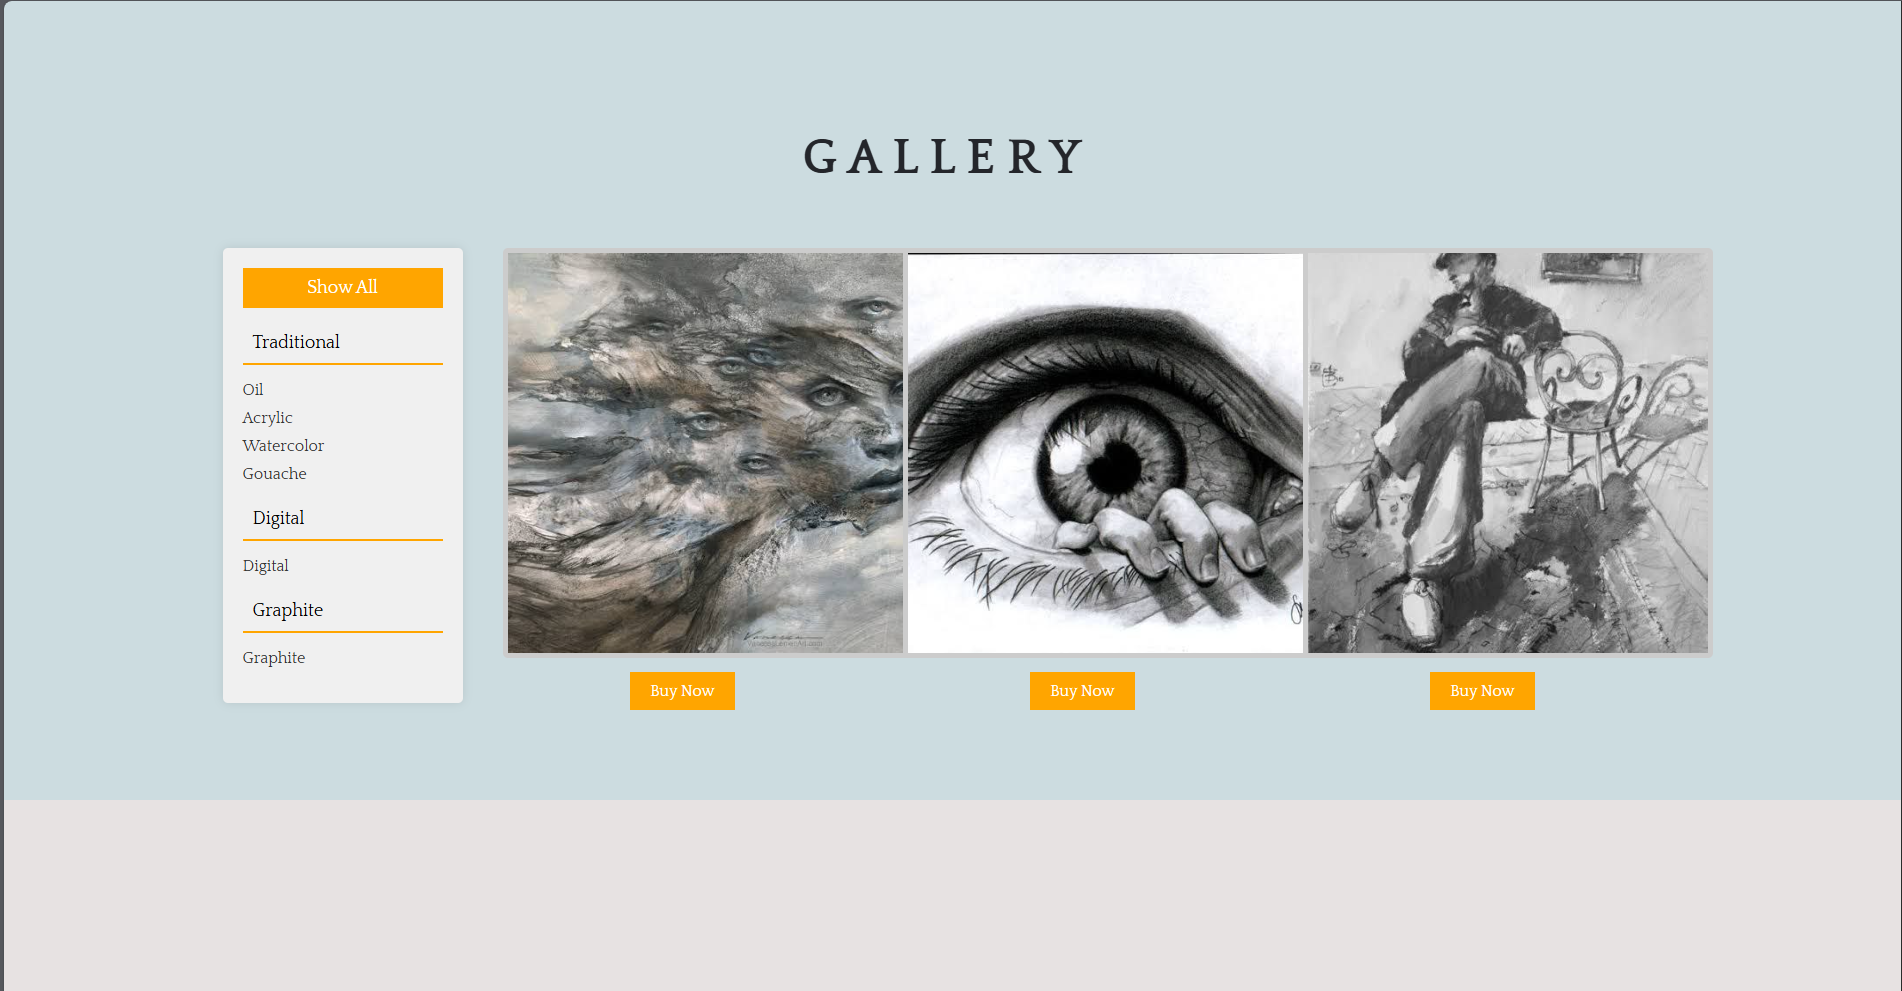 GALLERY
Show All
Traditional
Oil
Acrylic
Watercolor
Gouache
Digital
Digital
Graphite
Graphite
Buy Now
Buy Now
Buy Now